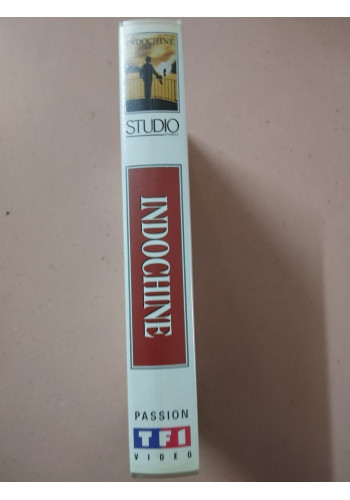 INDOCHINE
STUDIO
INDOCHINE
PASSION
TF1
VIDEO